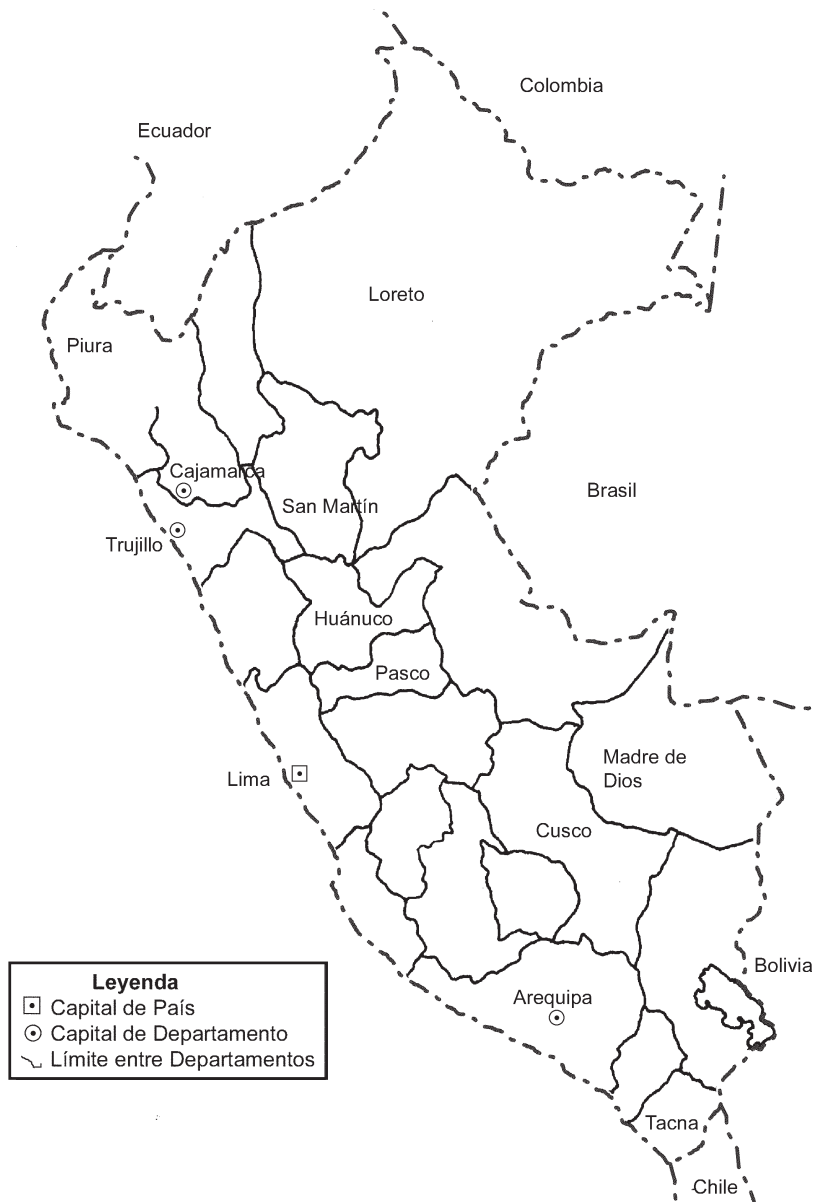 Colombia
Ecuador
Loreto
Piura
Cajamarca
Brasil
San Martín
Trujillo
Huánuco
Pasco
Madre de
Dios
Lima
Cusco
Bolivia
Leyenda
Capital de País
Capital de Departamento
Límite entre Departamentos
Arequipa
Tacna
Chile